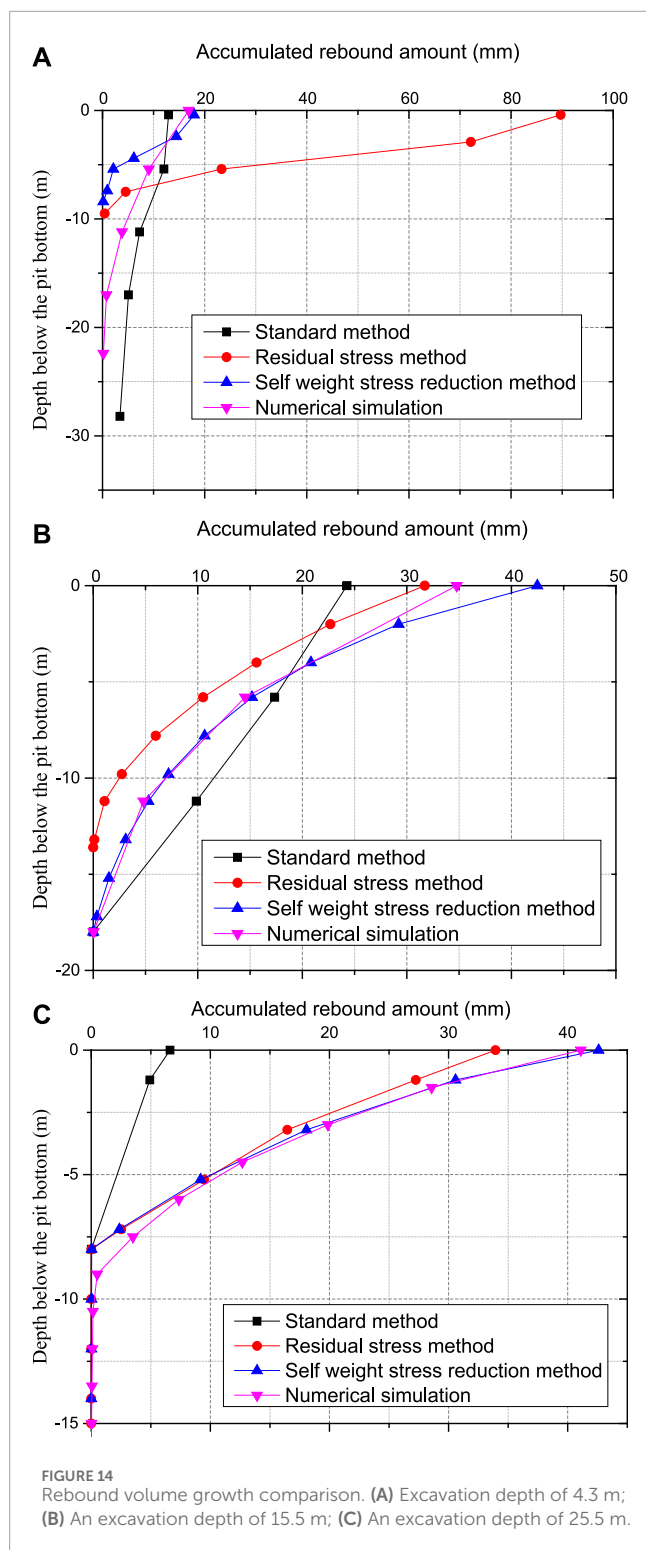 A
Accumulated rebound amount (mm)
0 20 40 60 80 100
0
-10
-20
-30
Depth below the pit bottom (m)
Standard method
Residual stress method
Self weight stress reduction method
Numerical simulation
Accumulated rebound amount (mm)
B
0 10 20 30 40 50
0
-10
-20
Depth below the pit bottom (m)
Standard method
Residual stress method
Self weight stress reduction method
Numerical simulation
C
Accumulated rebound amount (mm)
0 10 20 30 40
0
-5
-10
-15
Depth below the pit bottom (m)
Standard method
Residual stress method
Self weight stress reduction method
Numerical simulation
FIGURE 14
Rebound volume growth comparison. (A) Excavation depth of 4.3 m;
(B) An excavation depth of 15.5 m; (C) An excavation depth of 25.5 m.